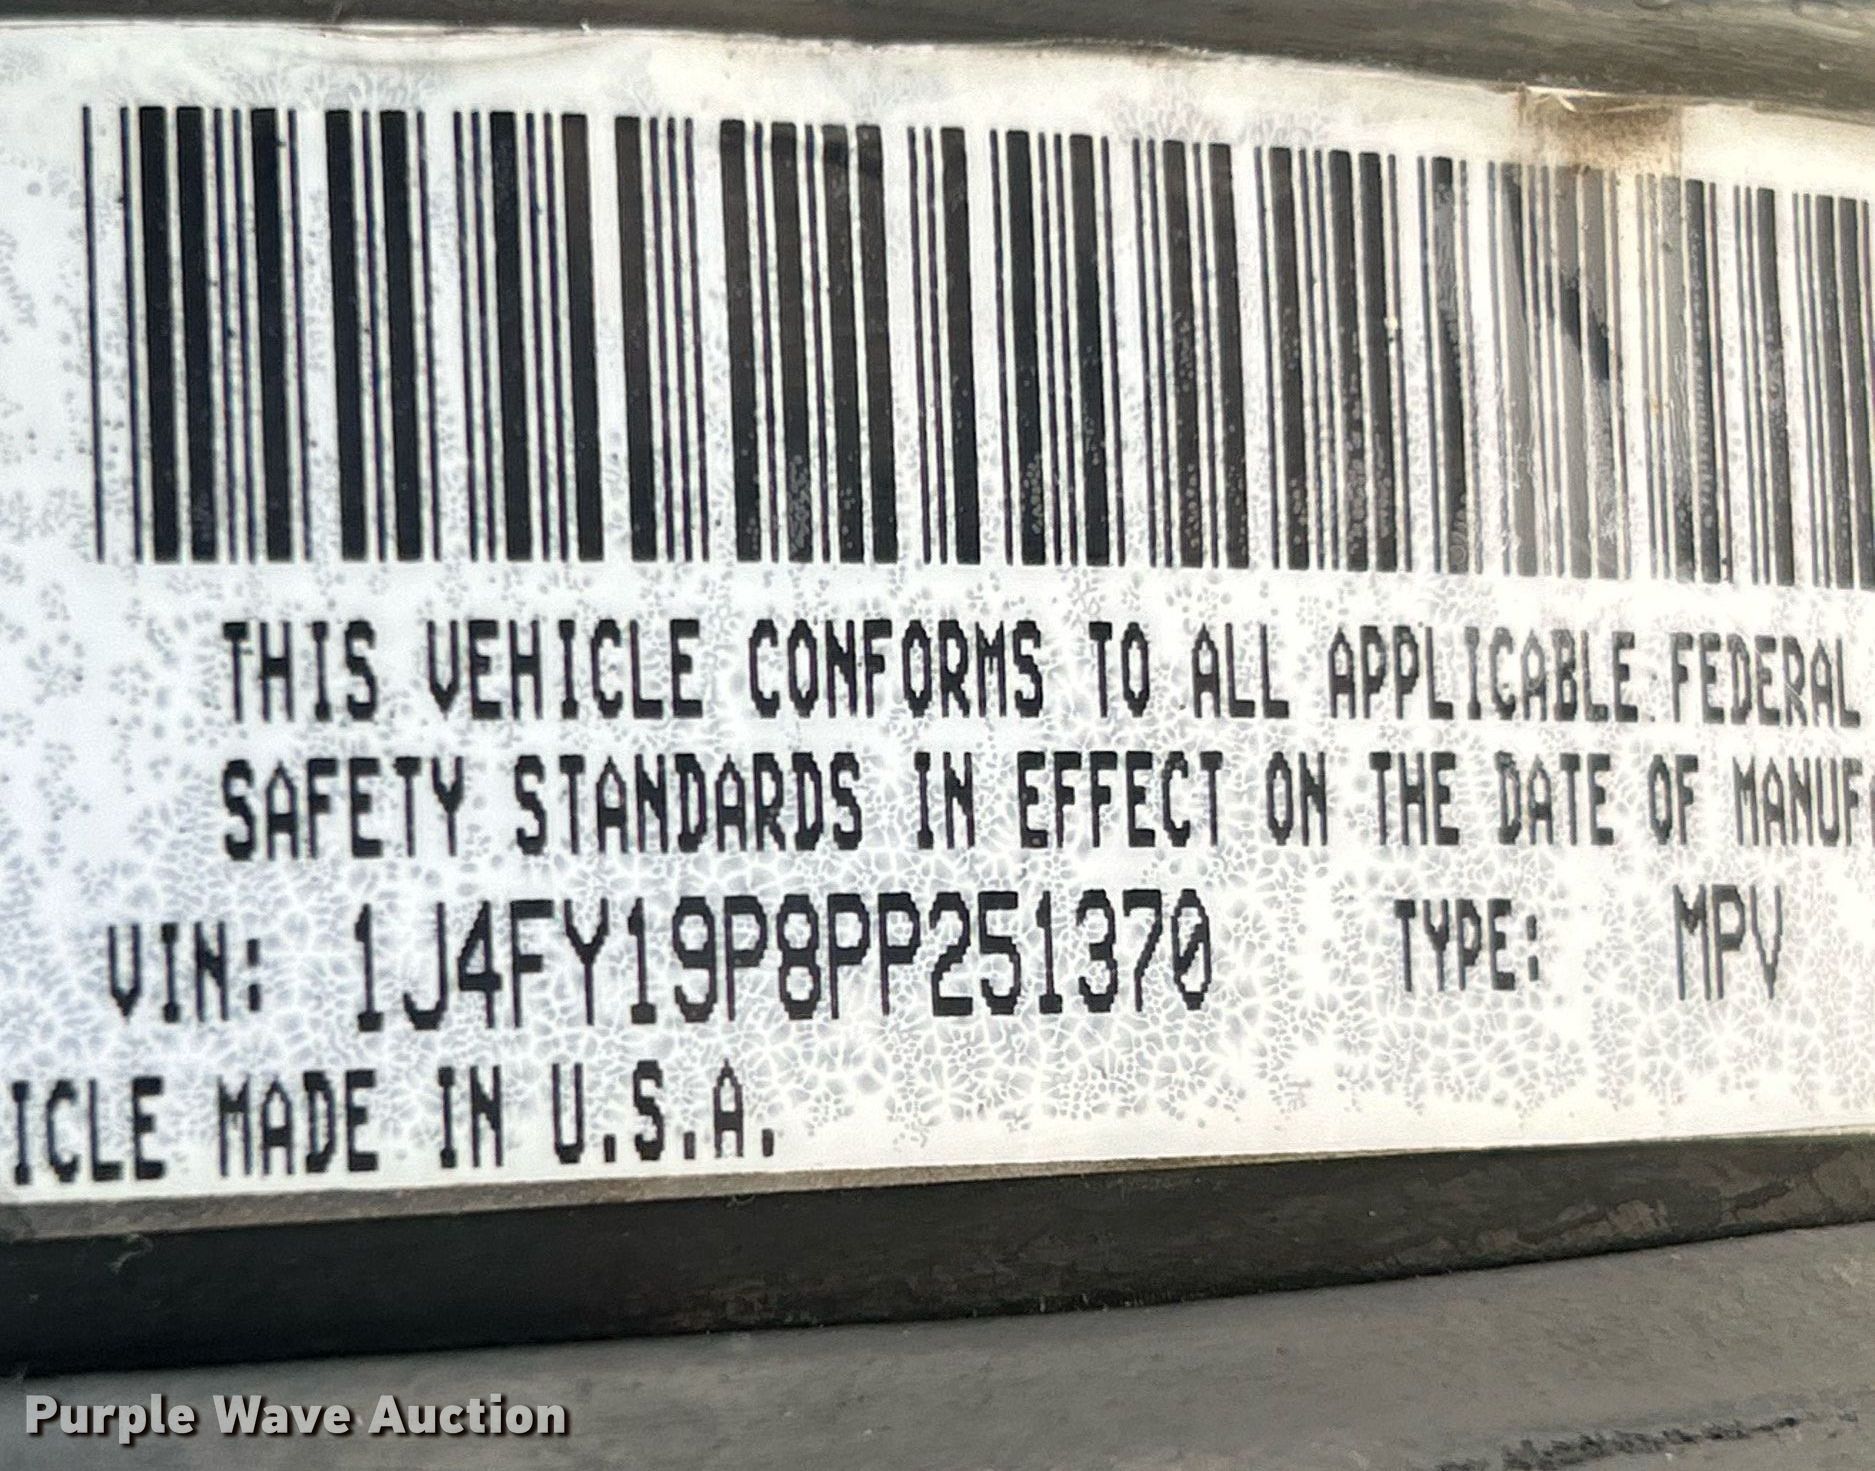 THIS VEHICLE CONFORMS TO ALL APPLICABLE FEDERAL
SAFETY STANDARDS IN EFFECT ON THE DATE OF MANUF
VIN: 1J4FY19P8PP251370 TYPE: MPV
ICLE MADE IN U.S.A.
Purple Wave Auction